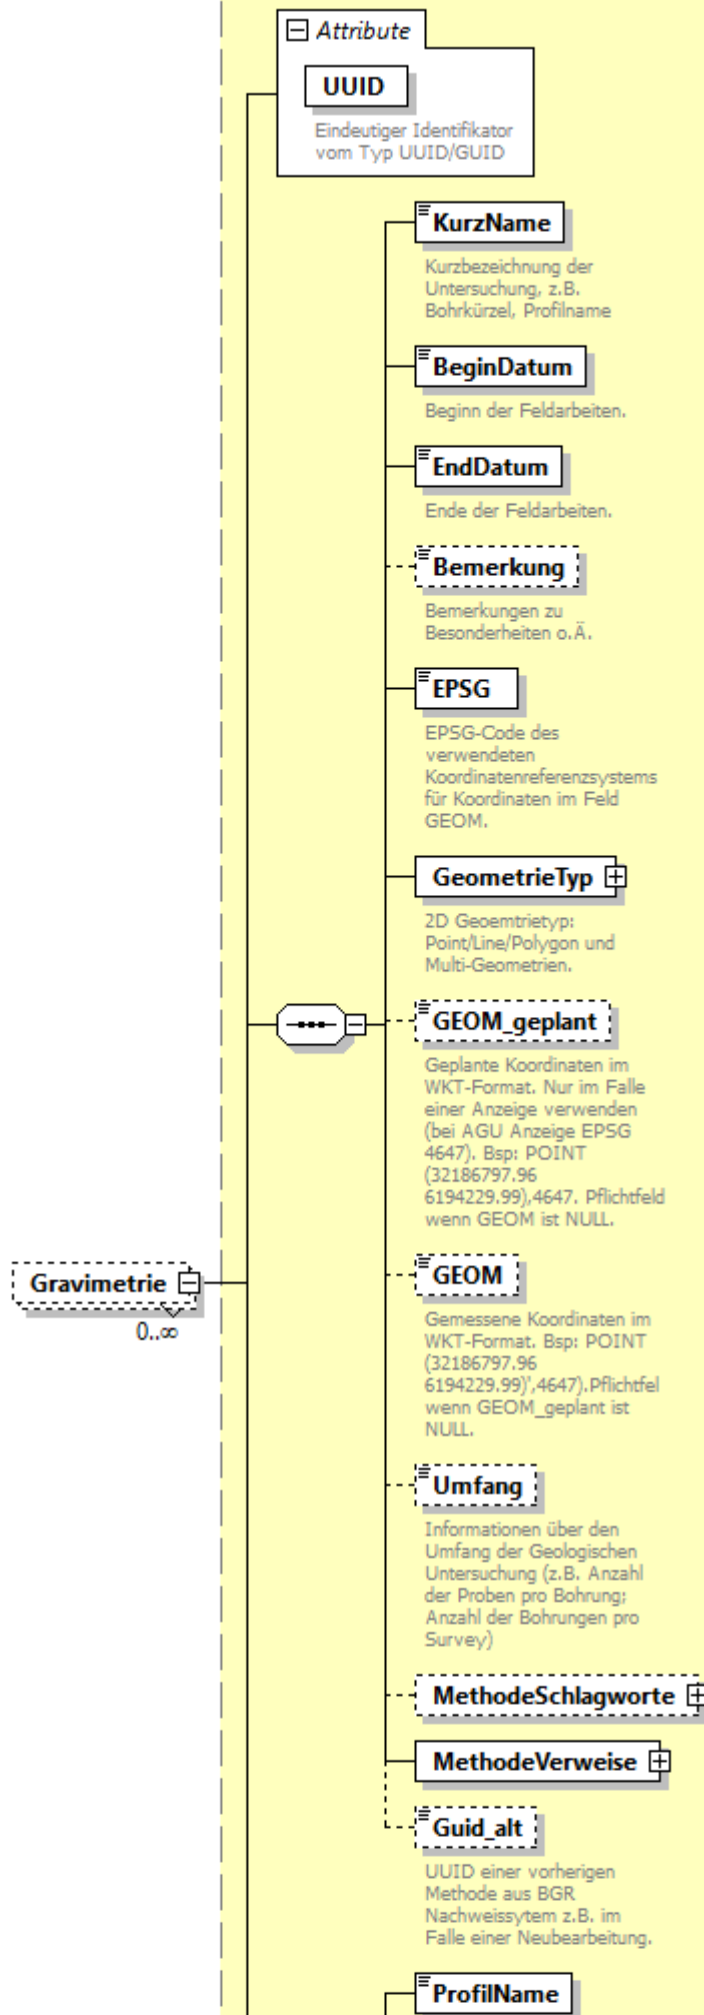 Attribute
UUID
Eindeutiger Identifikator
vom Typ UUID/GUID
KurzName
Kurzbezeichnung der
Untersuchung, z.B.
Bohrkürzel, Profilname
BeginDatum
Beginn der Feldarbeiten.
EndDatum
Ende der Feldarbeiten.
Bemerkung
Bemerkungen zu
Besonderheiten o.Ä.
EPSG
EPSG-Code des
verwendeten
Koordinatenreferenzsystems
für Koordinaten im Feld
GEOM.
GeometrieTyp
2D Geoemtrietyp:
Point/Line/Polygon und
Multi-Geometrien.
GEOM_geplant
Geplante Koordinaten im
WKT-Format. Nur im Falle
einer Anzeige verwenden
(bei AGU Anzeige EPSG
4647). Bsp: POINT
(32186797.96
6194229.99),4647. Pflichtfeld
wenn GEOM ist NULL.
Gravimetrie
0..∞
GEOM
Gemessene Koordinaten im
WKT-Format. Bsp: POINT
(32186797.96
6194229.99)',4647).Pflichtfel
wenn GEOM_geplant ist
NULL.
Umfang
Informationen über den
Umfang der Geologischen
Untersuchung (z.B. Anzahl
der Proben pro Bohrung;
Anzahl der Bohrungen pro
Survey)
MethodeSchlagworte
MethodeVerweise
Guid_alt
UUID einer vorherigen
Methode aus BGR
Nachweissytem z.B. im
Falle einer Neubearbeitung.
ProfilName